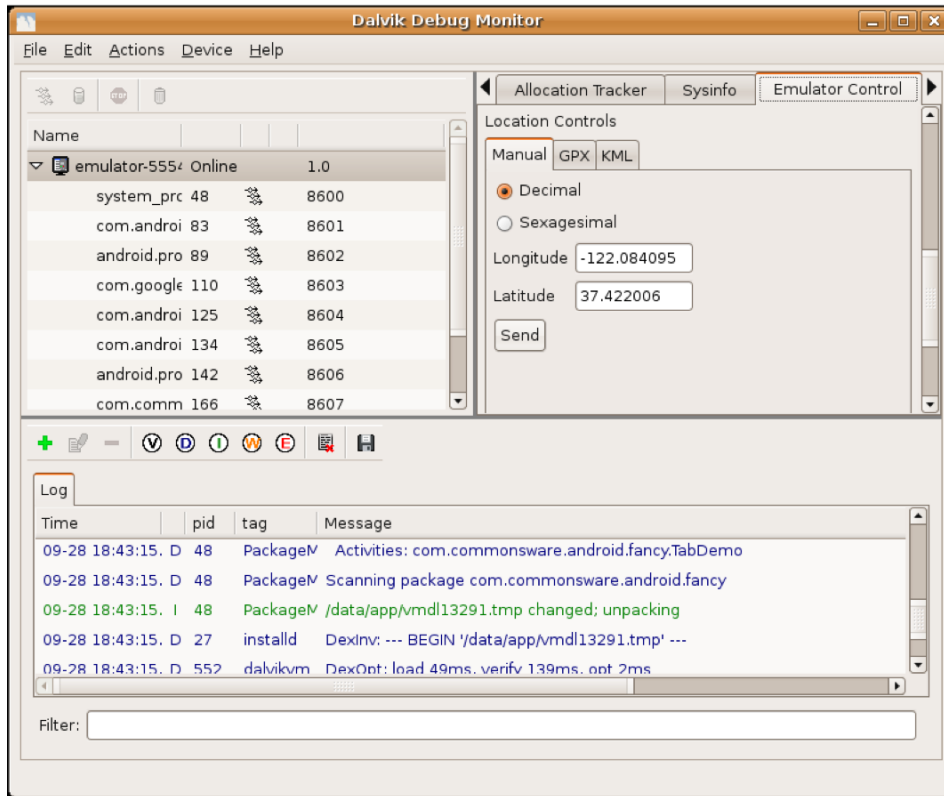 Dalvik Debug Monitor
File Edit Actions Device Help
Allocation Tracker Sysinfo Emulator Control
Name
emulator-5554 Online 1.0
system_prc 48 8600
com.androi 83 8601
android.pro 89 8602
com.google 110 8603
com.androi 125 8604
com.androi 134 8605
android.pro 142 8606
com.comm 166 8607
Location Controls
Manual GPX KML
Decimal
Sexagesimal
Longitude -122.084095
Latitude 37.422006
Send
V D I W E
Log
Time pid tag Message
09-28 18:43:15. D 48 PackageM Activities: com.commonsware.android.fancy.TabDemo
09-28 18:43:15. D 48 PackageM Scanning package com.commonsware.android.fancy
09-28 18:43:15. I 48 PackageM /data/app/vmdl13291.tmp changed; unpacking
09-28 18:43:15. D 27 installd DexInv: --- BEGIN '/data/app/vmdl13291.tmp' ---
09-28 18:43:15. D 552 dalvikvm DexOpt: load 49ms, verify 139ms, opt 2ms
Filter: